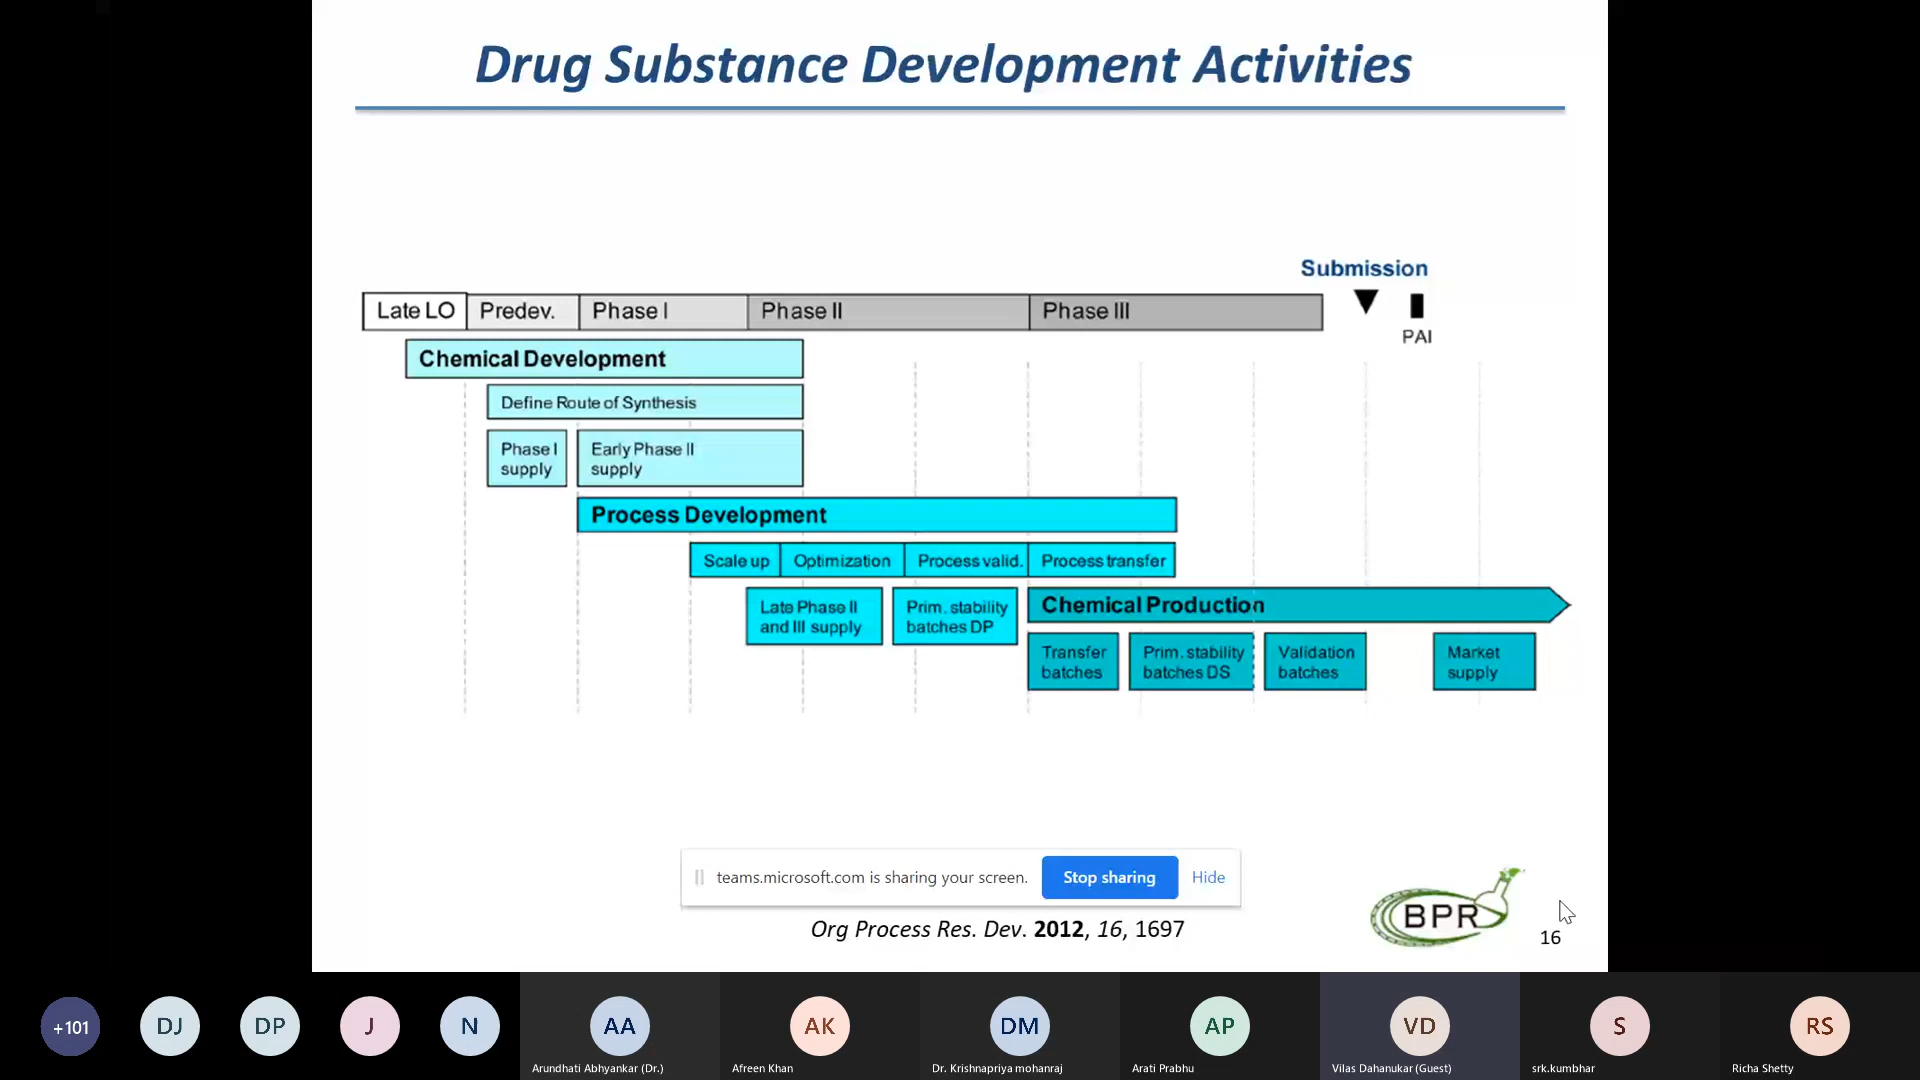 Drug Substance Development Activities
Submission
Late LO Predev. Phase I Phase II Phase III
PAI
Chemical Development
Define Route of Synthesis
Phase I
supply
Early Phase II
supply
Process Development
Scale up Optimization Process valid. Process transfer
Late Phase II
and III supply
Prim. stability
batches DP
Chemical Production
Transfer
batches
Prim. stability
batches DS
Validation
batches
Market
supply
teams.microsoft.com is sharing your screen. Stop sharing Hide
Org Process Res. Dev. 2012, 16, 1697
BPR
16
+101 DJ DP J N AA AK DM AP VD S RS
Arundhati Abhyankar (Dr.) Afreen Khan Dr. Krishnapriya mohanraj Arati Prabhu Vilas Dahanukar (Guest) srk.kumbhar Richa Shetty